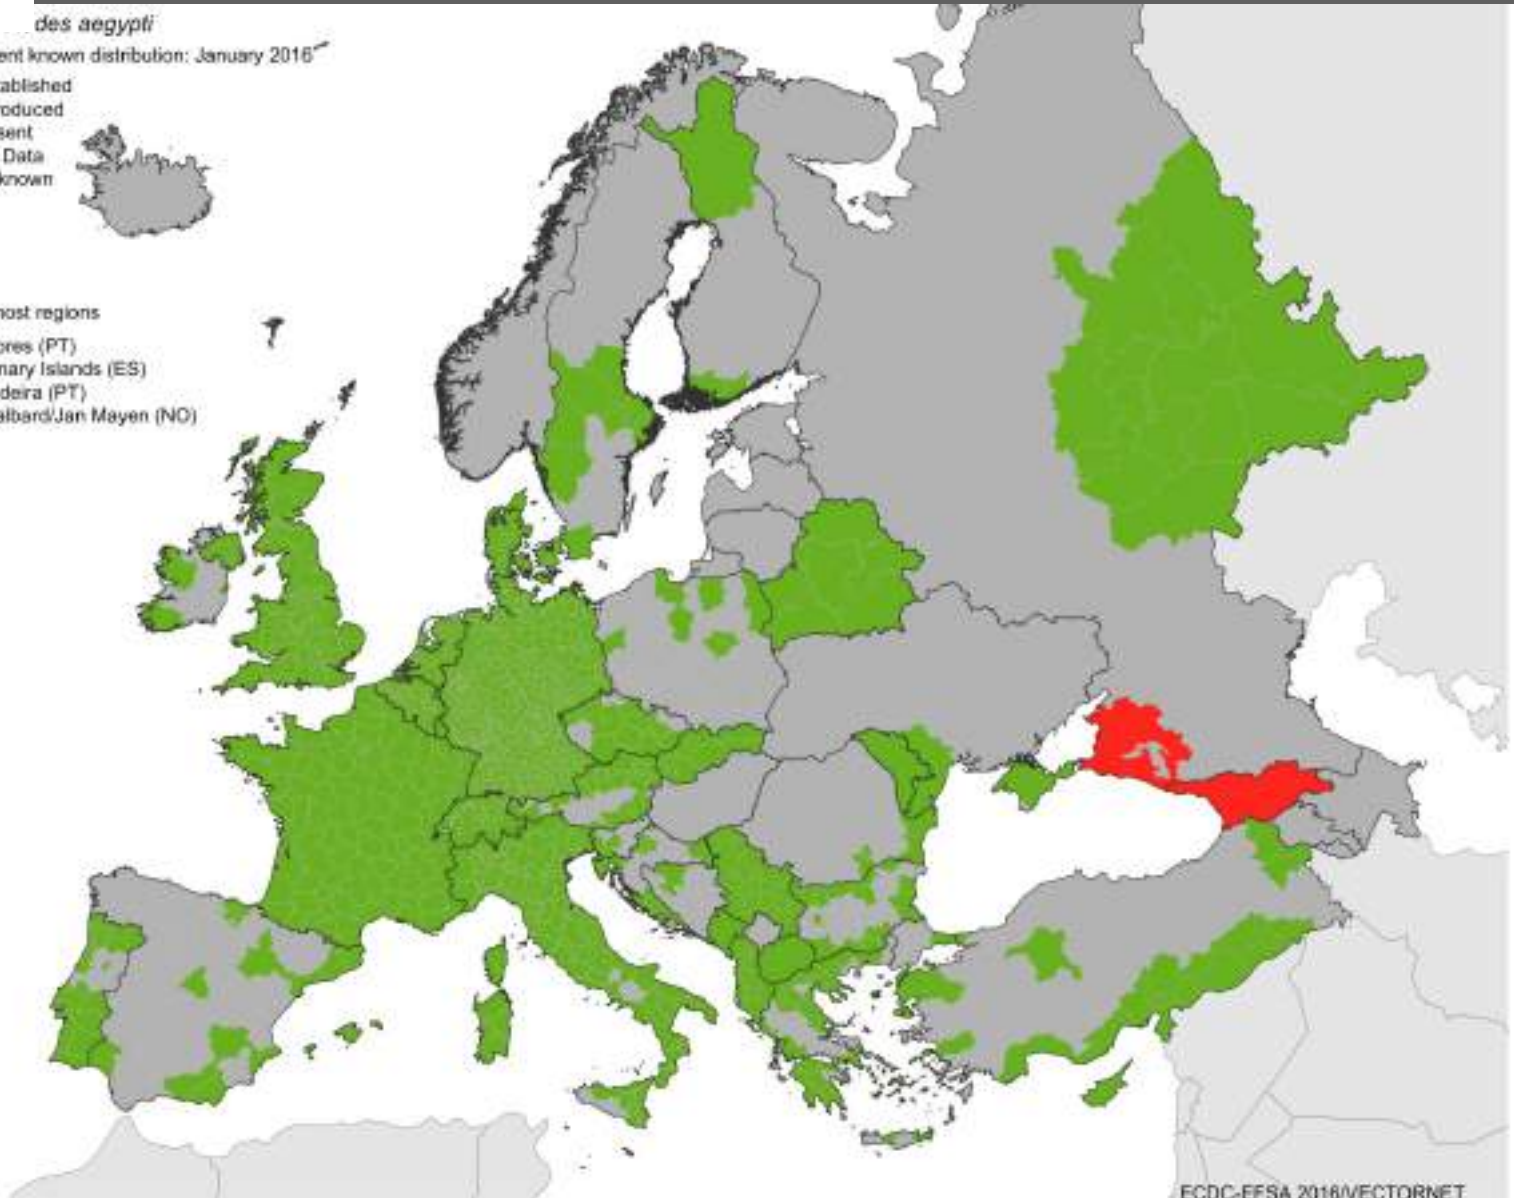 des aegypti
ent known distribution: January 2016
ablished
roduced
sent
Data
known
nost regions
ores (PT)
nary Islands (ES)
deira (PT)
albard/Jan Mayen (NO)
ECDC-EFSA 2016/VECTORNET